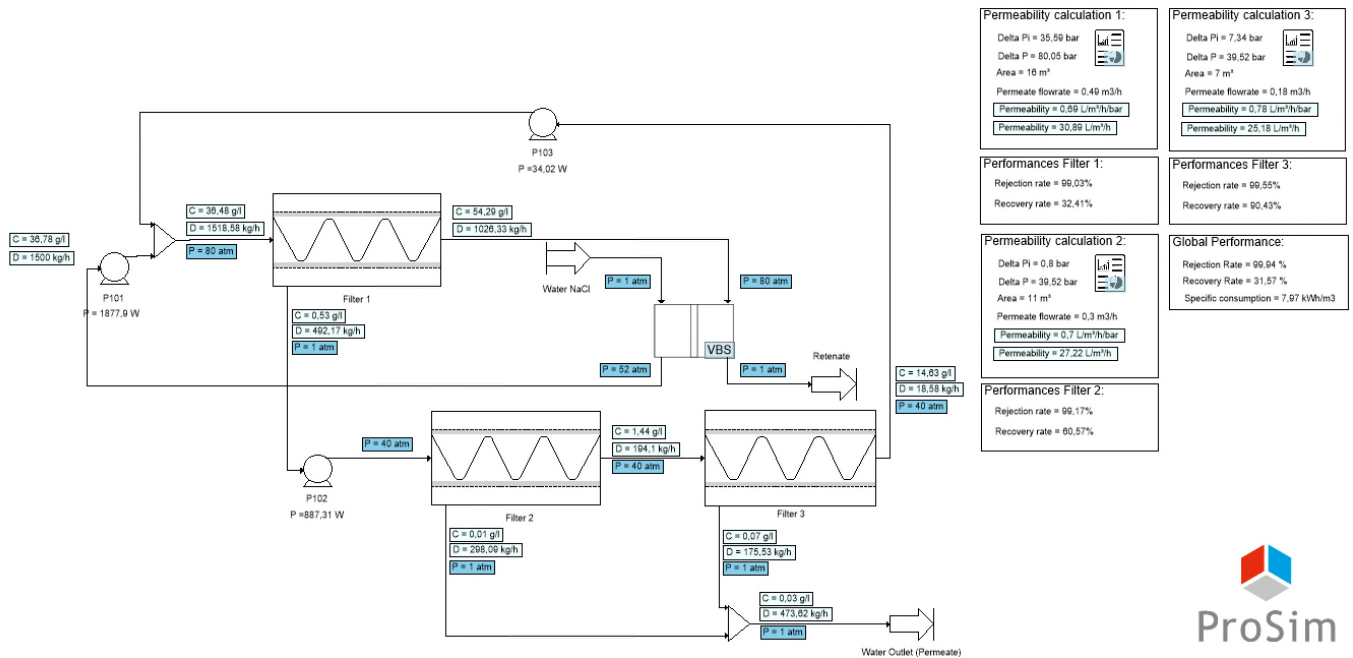 Permeability calculation 1:
Delta Pi = 35,59 bar
Delta P = 80,05 bar
Area = 16 m²
Permeate flowrate = 0,49 m3/h
Permeability = 0,69 L/m²/h/bar
Permeability = 30,89 L/m²/h
Permeability calculation 3:
Delta Pi = 7,34 bar
Delta P = 39,52 bar
Area = 7 m²
Permeate flowrate = 0,18 m3/h
Permeability = 0,78 L/m²/h/bar
Permeability = 25,18 L/m²/h
Performances Filter 1:
Rejection rate = 99,03%
Recovery rate = 32,41%
Performances Filter 3:
Rejection rate = 99,55%
Recovery rate = 90,43%
Permeability calculation 2:
Delta Pi = 0,8 bar
Delta P = 39,52 bar
Area = 11 m²
Permeate flowrate = 0,3 m3/h
Permeability = 0,7 L/m²/h/bar
Permeability = 27,22 L/m²/h
Global Performance:
Rejection Rate = 99,94 %
Recovery Rate = 31,57 %
Specific consumption = 7,97 kWh/m3
Performances Filter 2:
Rejection rate = 99,17%
Recovery rate = 60,57%
P103
P =34,02 W
C = 36,78 g/l
D = 1500 kg/h
P101
P = 1877,9 W
C = 36,48 g/l
D = 1518,58 kg/h
P = 80 atm
Filter 1
C = 54,29 g/l
D = 1026,33 kg/h
Water NaCl
P = 1 atm
P = 80 atm
C = 0,53 g/l
D = 492,17 kg/h
P = 1 atm
VBS
P = 52 atm
P = 1 atm
Retenate
C = 14,63 g/l
D = 18,58 kg/h
P = 40 atm
P = 40 atm
P102
P =887,31 W
Filter 2
C = 1,44 g/l
D = 194,1 kg/h
P = 40 atm
Filter 3
C = 0,01 g/l
D = 298,09 kg/h
P = 1 atm
C = 0,07 g/l
D = 175,53 kg/h
P = 1 atm
C = 0,03 g/l
D = 473,62 kg/h
P = 1 atm
Water Outlet (Permeate)
ProSim